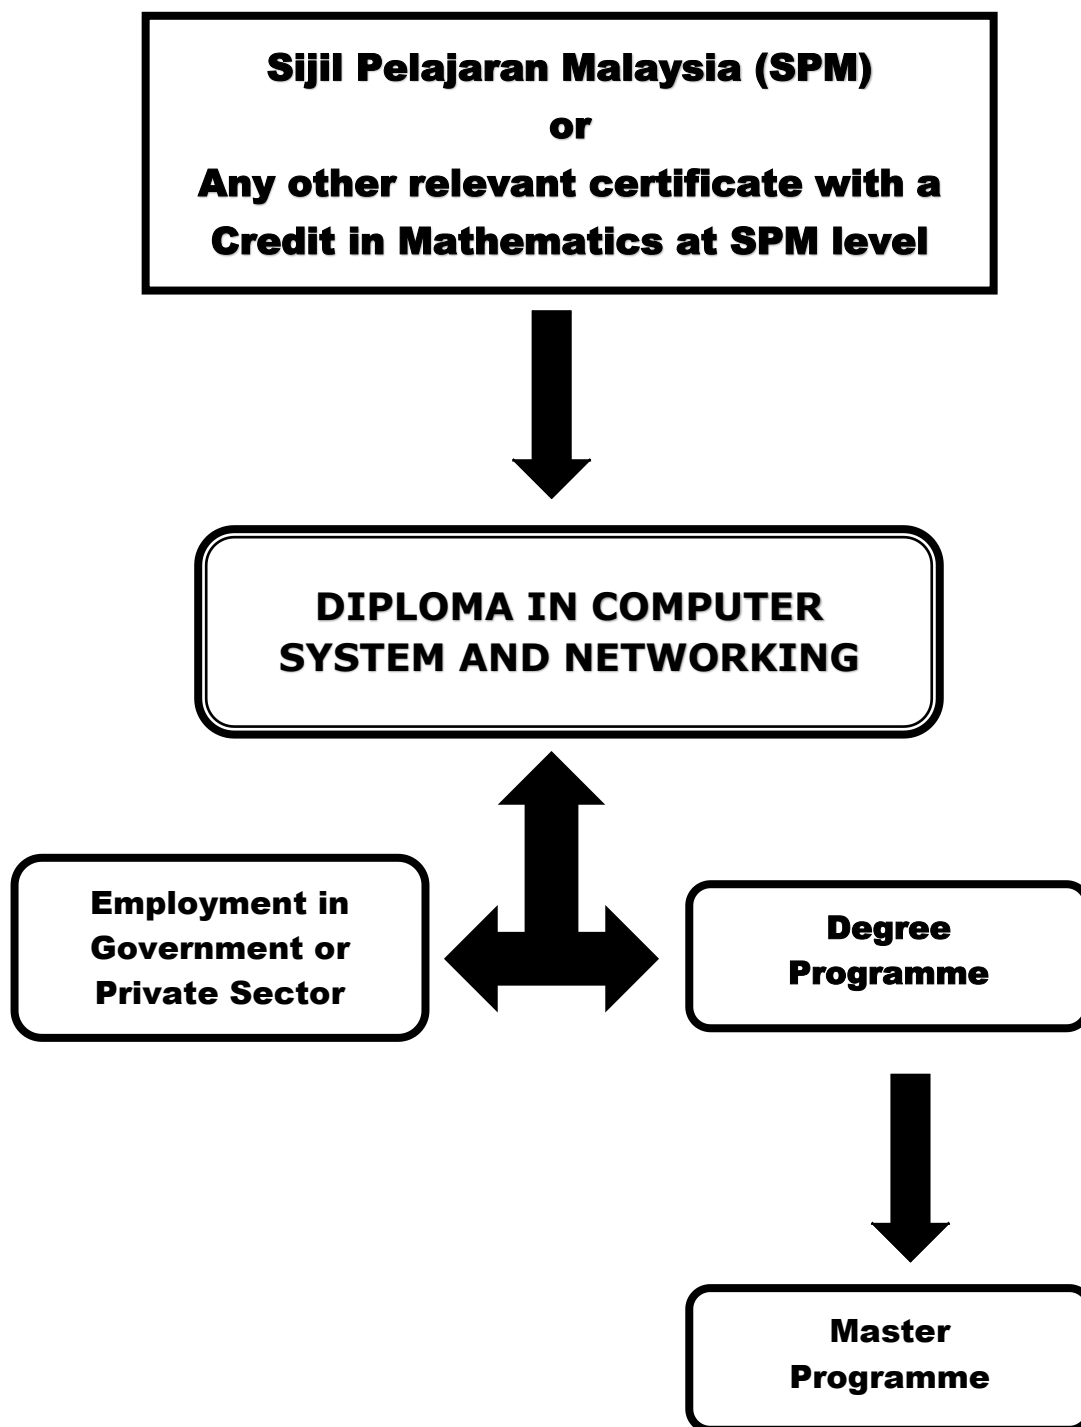 Sijil Pelajaran Malaysia (SPM)
or
Any other relevant certificate with a
Credit in Mathematics at SPM level
DIPLOMA IN COMPUTER
SYSTEM AND NETWORKING
Employment in
Government or
Private Sector
Degree
Programme
Master
Programme